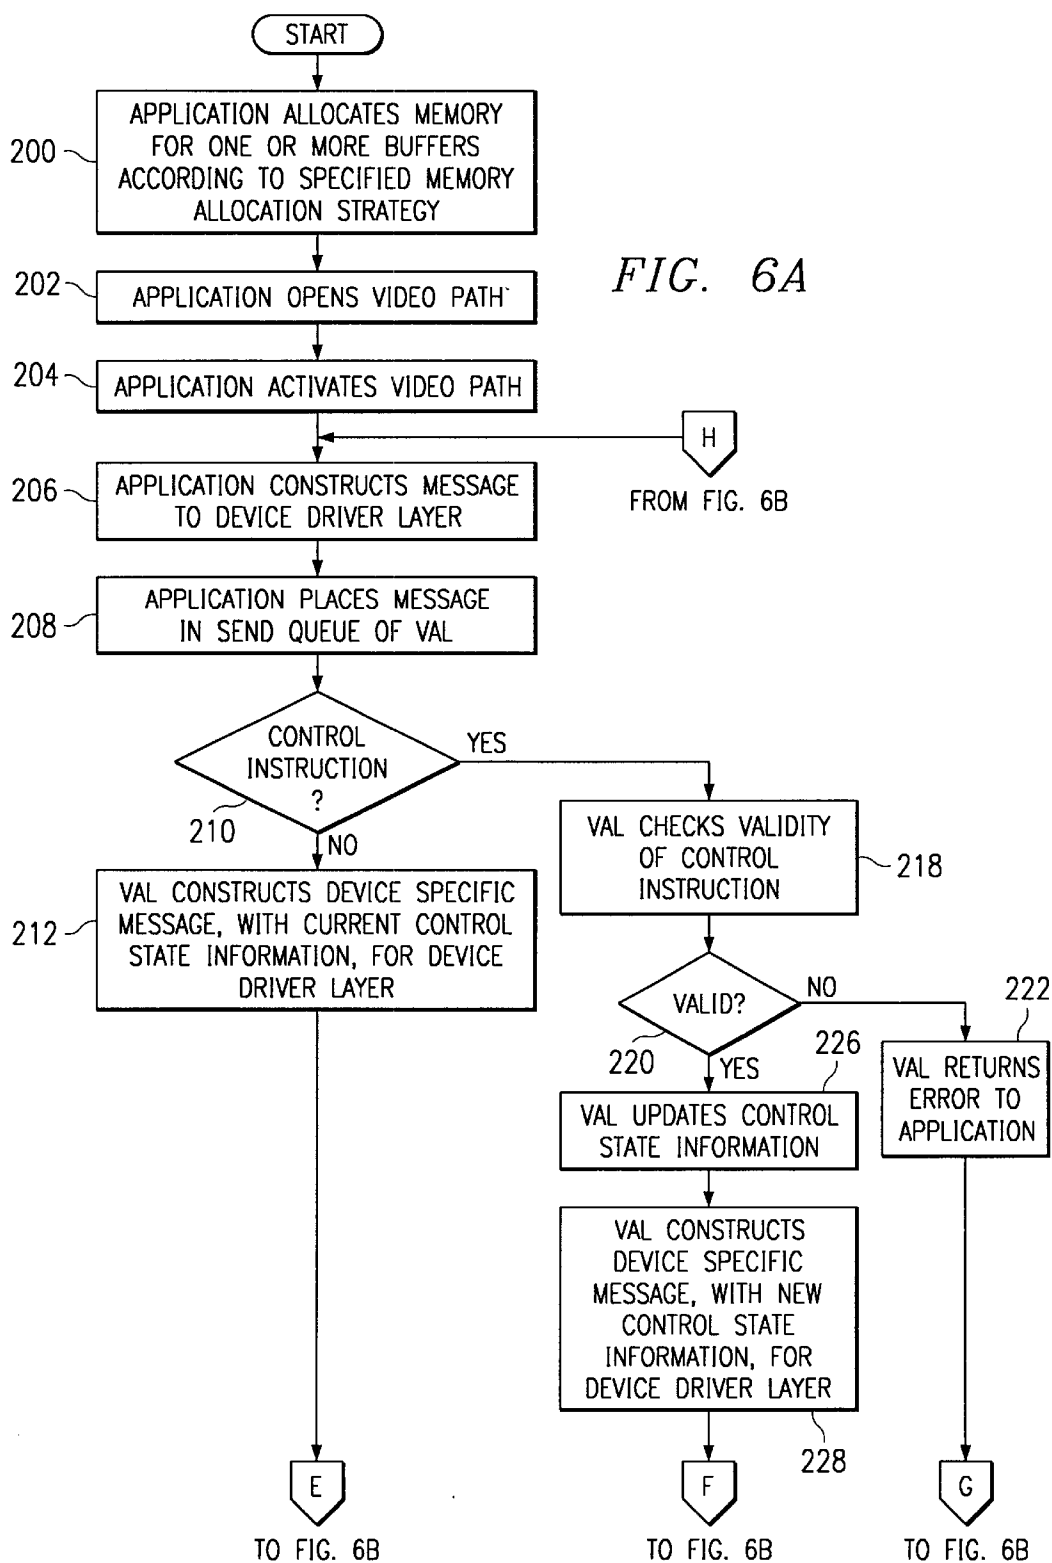 START
APPLICATION ALLOCATES MEMORY
FOR ONE OR MORE BUFFERS
ACCORDING TO SPECIFIED MEMORY
ALLOCATION STRATEGY
200
FIG. 6A
202
APPLICATION OPENS VIDEO PATH
204
APPLICATION ACTIVATES VIDEO PATH
H
FROM FIG. 6B
206
APPLICATION CONSTRUCTS MESSAGE
TO DEVICE DRIVER LAYER
208
APPLICATION PLACES MESSAGE
IN SEND QUEUE OF VAL
CONTROL
INSTRUCTION
?
210
YES
NO
212
VAL CONSTRUCTS DEVICE SPECIFIC
MESSAGE, WITH CURRENT CONTROL
STATE INFORMATION, FOR DEVICE
DRIVER LAYER
VAL CHECKS VALIDITY
OF CONTROL
INSTRUCTION
218
VALID?
220
NO
YES
222
VAL RETURNS
ERROR TO
APPLICATION
226
VAL UPDATES CONTROL
STATE INFORMATION
VAL CONSTRUCTS
DEVICE SPECIFIC
MESSAGE, WITH NEW
CONTROL STATE
INFORMATION, FOR
DEVICE DRIVER LAYER
228
E
TO FIG. 6B
F
TO FIG. 6B
G
TO FIG. 6B